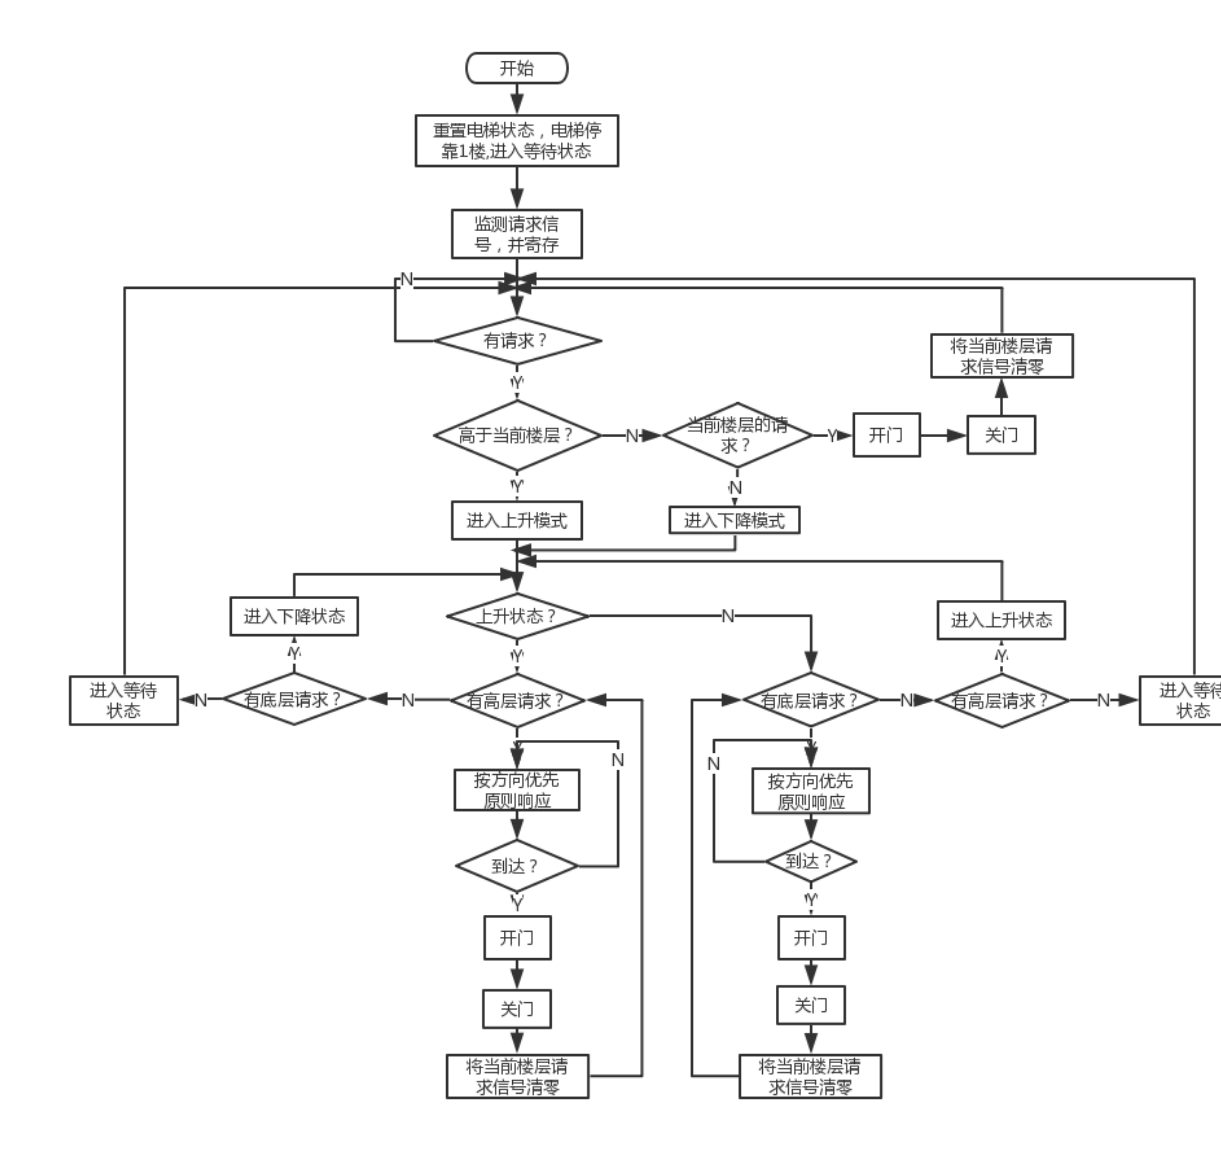 开始
重置电梯状态，电梯停
靠1楼,进入等待状态
监测请求信
号，并寄存
N
有请求？
将当前楼层请
求信号清零
Y
高于当前楼层？
N
当前楼层的请
求？
Y
开门
关门
Y
N
进入上升模式
进入下降模式
进入下降状态
上升状态？
N
进入上升状态
Y
Y
Y
进入等待
状态
N
有底层请求？
N
有高层请求？
有底层请求？
N
有高层请求？
N
进入等待
状态
Y
Y
N
N
按方向优先
原则响应
按方向优先
原则响应
到达？
到达？
Y
Y
开门
开门
关门
关门
将当前楼层请
求信号清零
将当前楼层请
求信号清零